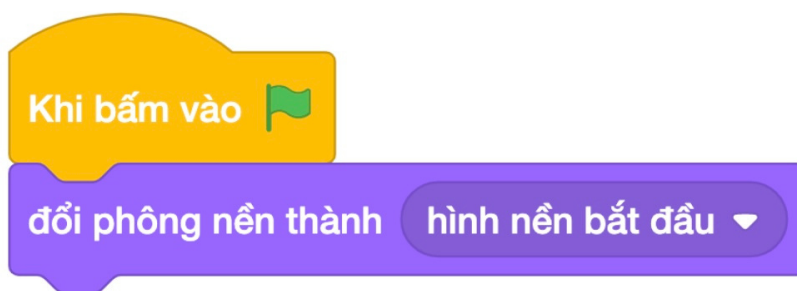 Khi bấm vào
đổi phông nền thành hình nền bắt đầu